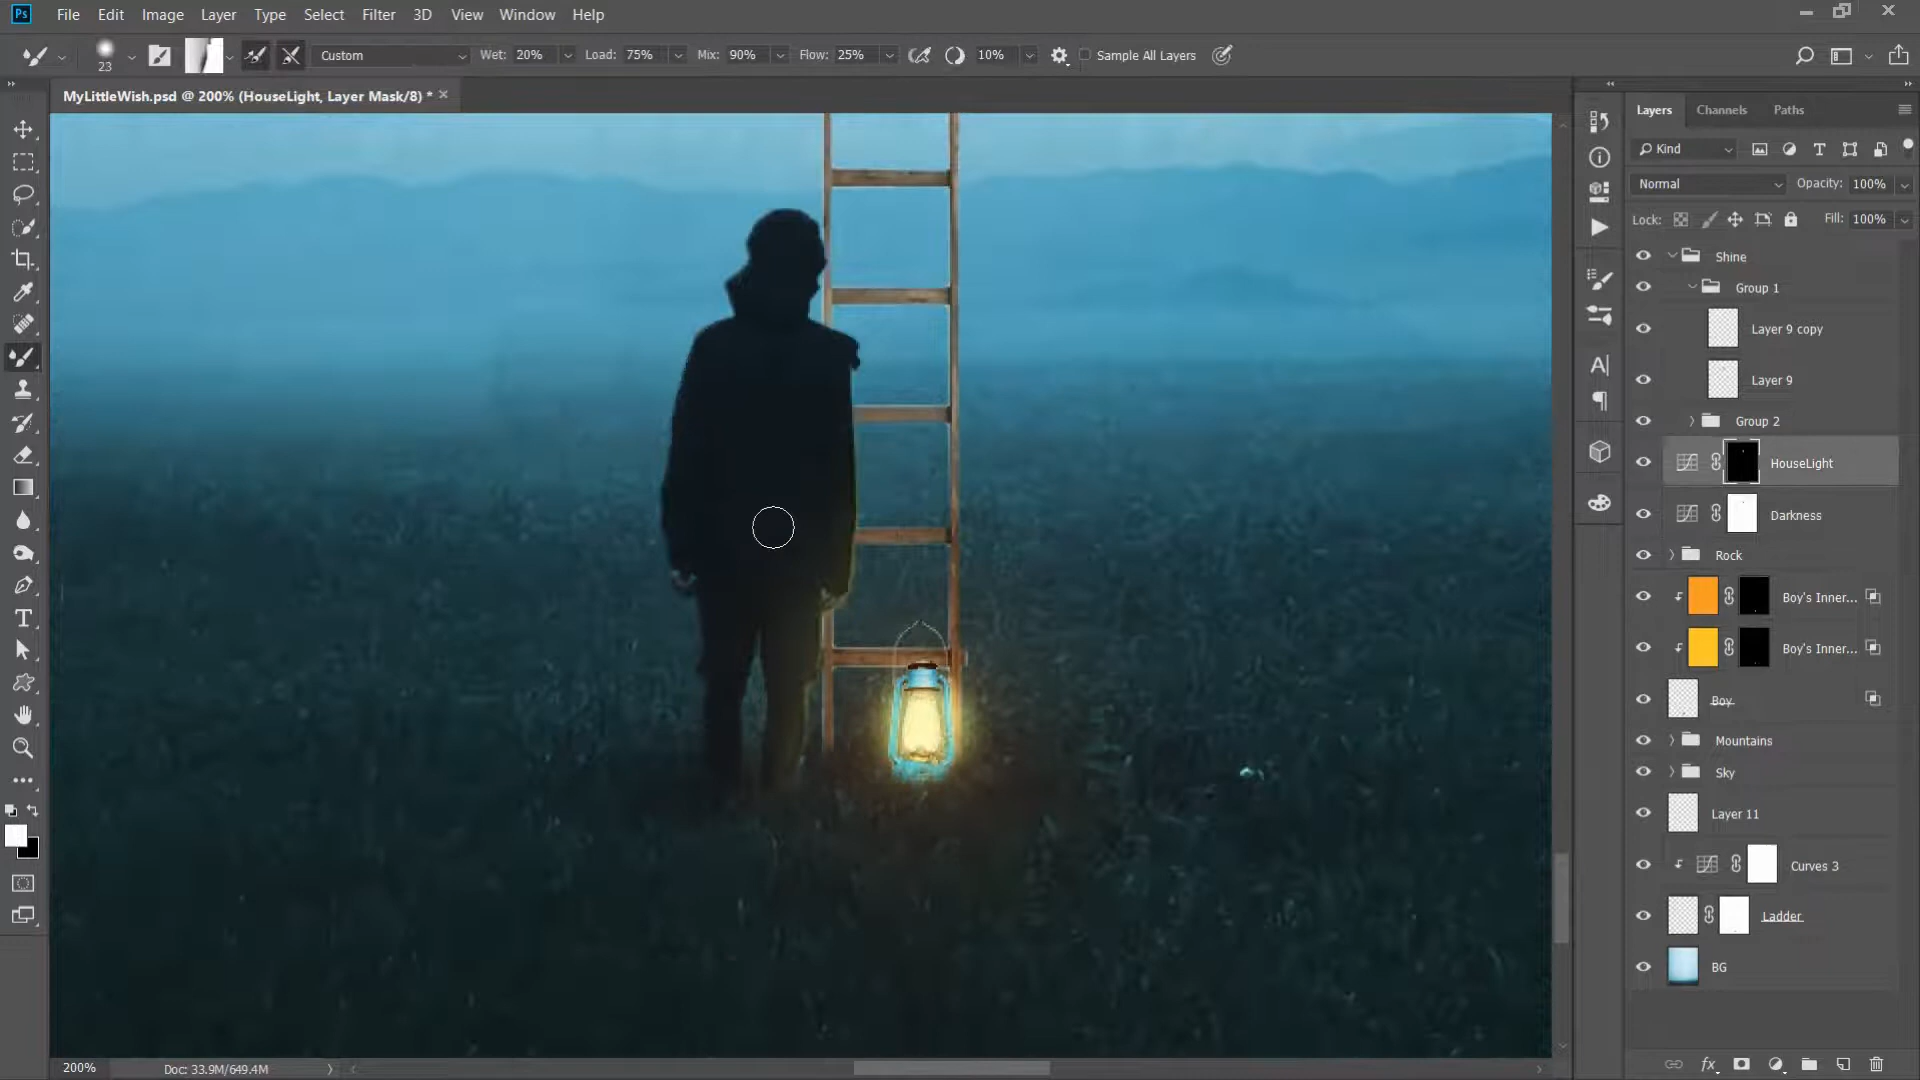 Ps File Edit Image Layer Type Select Filter 3D View Window Help
23 Custom Wet: 20% Load: 75% Mix: 90% Flow: 25% 10% Sample All Layers
MyLittleWish.psd @ 200% (HouseLight, Layer Mask/8) *
Layers Channels Paths
Kind
Normal Opacity: 100%
Lock: Fill: 100%
Shine
Group 1
Layer 9 copy
Layer 9
Group 2
HouseLight
Darkness
Rock
Boy's Inner...
Boy's Inner...
Boy
Mountains
Sky
Layer 11
Curves 3
Ladder
BG
200% Doc: 33.9M/649.4M